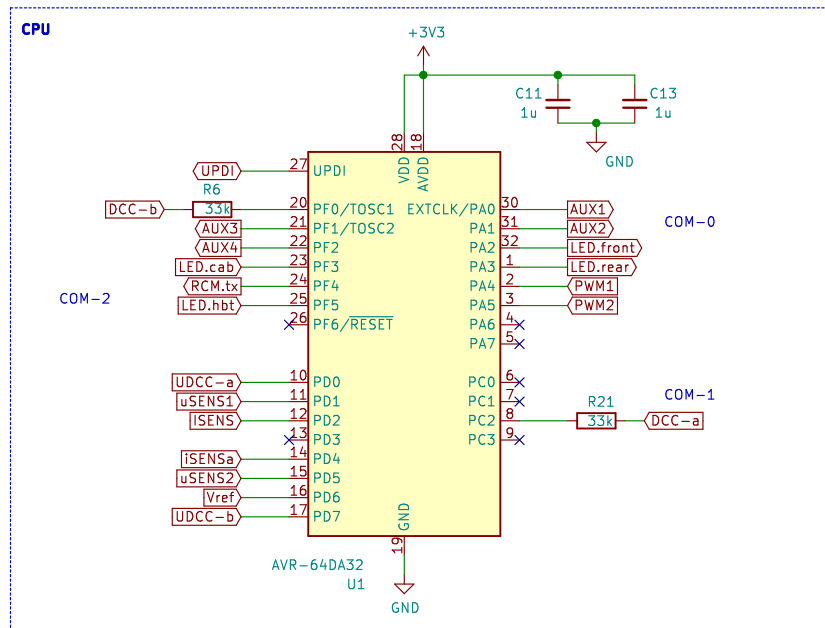 CPU
+3V3
C11
1u
C13
1u
GND
28
18
VDD
AVDD
UPDI
27
UPDI
R6
DCC-b
33k
20
PF0/TOSC1
EXTCLK/PA0
30
AUX1
AUX3
21
PF1/TOSC2
PA1
31
AUX2
COM-0
AUX4
22
PF2
PA2
32
LED.front
LED.cab
23
PF3
PA3
1
LED.rear
RCM.tx
24
PF4
PA4
2
PWM1
COM-2
LED.hbt
25
PF5
PA5
3
PWM2
26
PF6/RESET
PA6
4
PA7
5
UDCC-a
10
PD0
PC0
6
COM-1
uSENS1
11
PD1
PC1
7
R21
ISENS
12
PD2
PC2
8
33k
DCC-a
13
PD3
PC3
9
iSENSa
14
PD4
uSENS2
15
PD5
Vref
16
PD6
UDCC-b
17
PD7
GND
19
AVR-64DA32
U1
GND